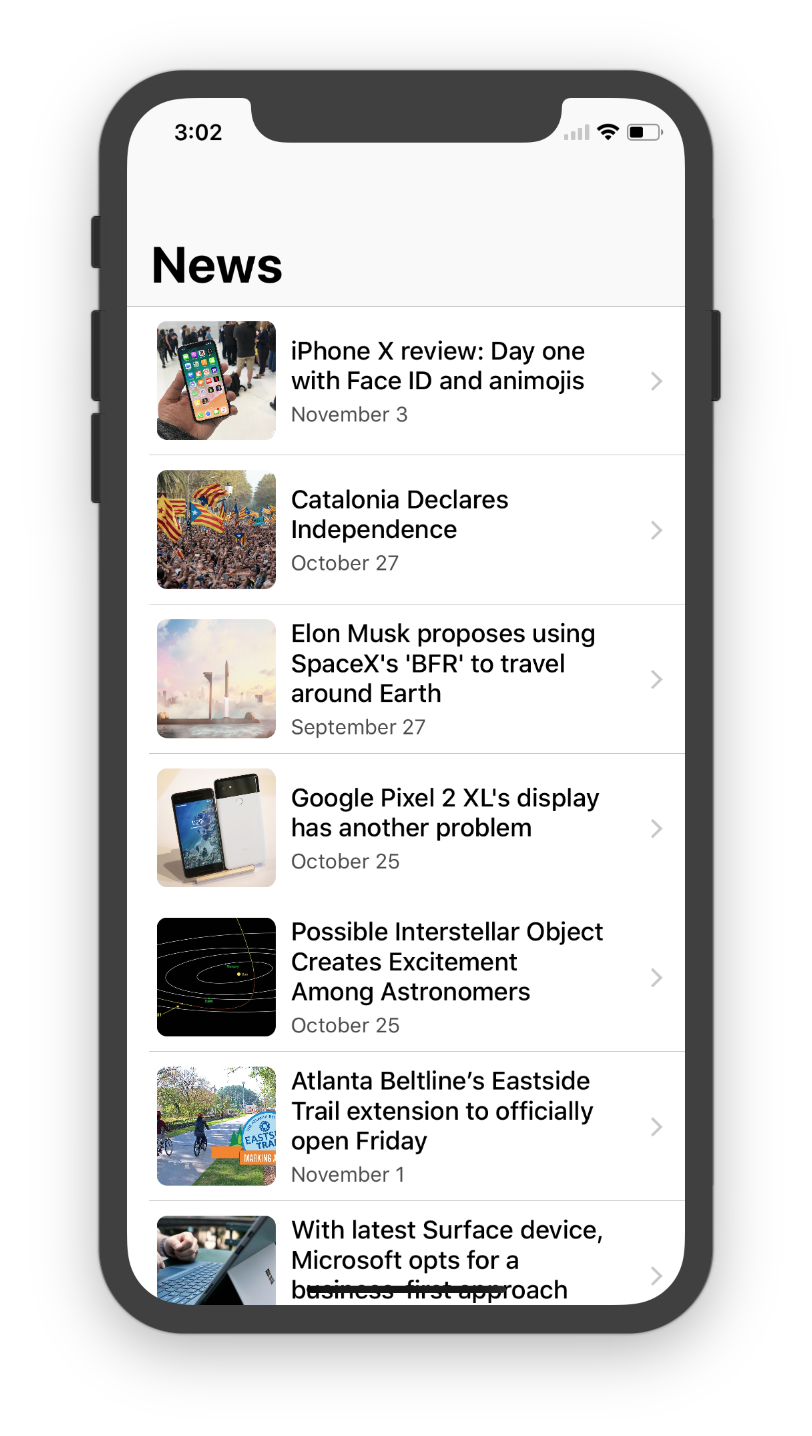 3:02
News
iPhone X review: Day one
with Face ID and animojis
November 3
Catalonia Declares
Independence
October 27
Elon Musk proposes using
SpaceX's 'BFR' to travel
around Earth
September 27
Google Pixel 2 XL's display
has another problem
October 25
Possible Interstellar Object
Creates Excitement
Among Astronomers
October 25
Atlanta Beltline’s Eastside
Trail extension to officially
open Friday
November 1
EASTS
TRA
MARKING A
With latest Surface device,
Microsoft opts for a
business-first approach